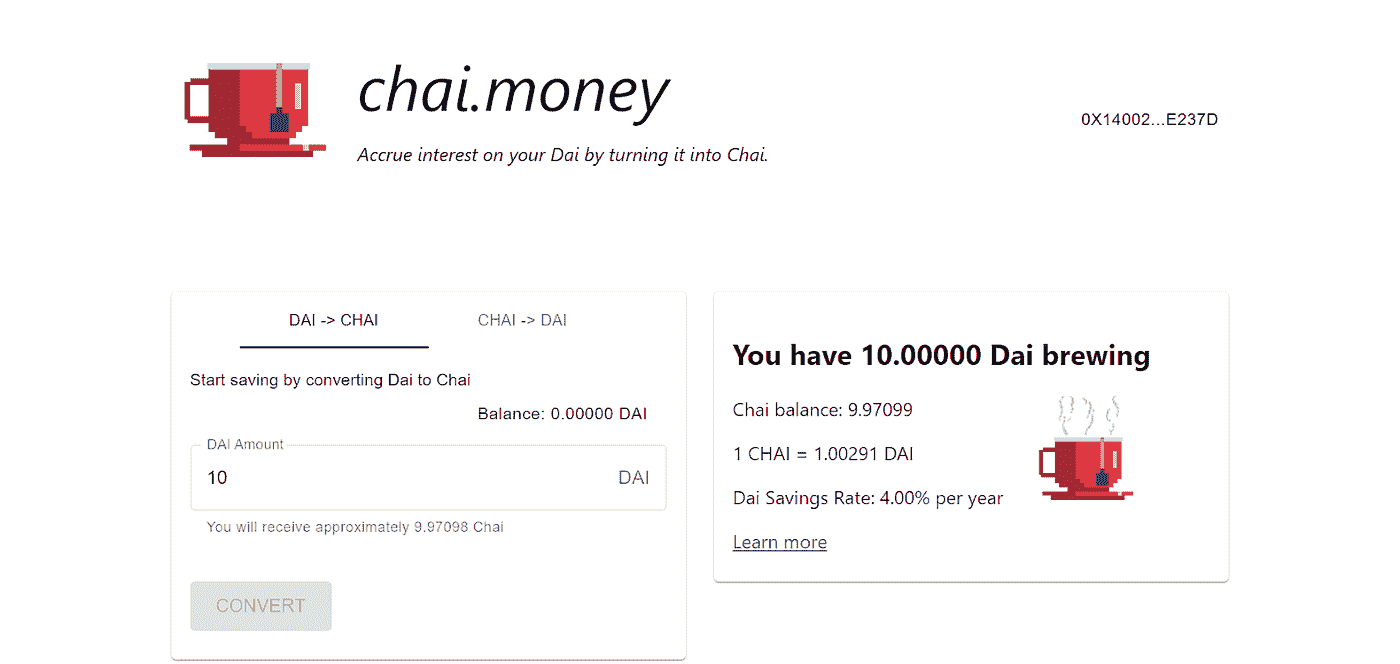 chai.money
0X14002...E237D
Accrue interest on your Dai by turning it into Chai.
DAI -> CHAI
CHAI -> DAI
Start saving by converting Dai to Chai
Balance: 0.00000 DAI
DAI Amount
10
DAI
You will receive approximately 9.97098 Chai
CONVERT
You have 10.00000 Dai brewing
Chai balance: 9.97099
1 CHAI = 1.00291 DAI
Dai Savings Rate: 4.00% per year
Learn more